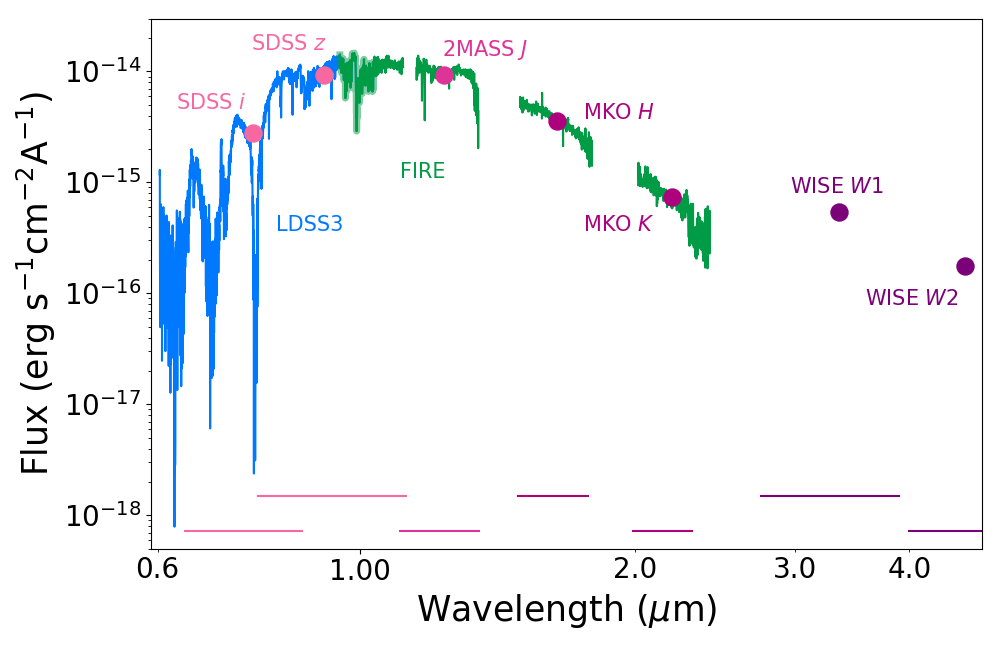 SDSS z
2MASS J
SDSS i
MKO H
FIRE
WISE W1
LDSS3
MKO K
WISE W2
10⁻¹⁴
10⁻¹⁵
10⁻¹⁶
10⁻¹⁷
10⁻¹⁸
Flux (erg s⁻¹cm⁻²A⁻¹)
0.6 1.00 2.0 3.0 4.0
Wavelength (μm)